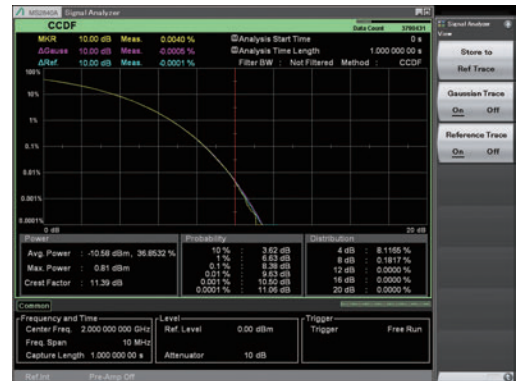 MS2840A Signal Analyzer
CCDF
Data Count 3790431
MKR 10.00 dB Meas. 0.0040 %
ΔGauss 10.00 dB Meas. -0.0005 %
ΔRef. 10.00 dB Meas. -0.0001 %
Analysis Start Time 0 s
Analysis Time Length 1.000 000 00 s
Filter BW : Not Filtered Method : CCDF
100%
10%
1%
0.1%
0.01%
0.001%
0.0001%
0 dB 20 dB
Power
Avg. Power : -10.58 dBm, 36.8532 %
Max. Power : 0.81 dBm
Crest Factor : 11.39 dB
Probability
10 % : 3.62 dB
1 % : 6.63 dB
0.1 % : 8.39 dB
0.01 % : 9.63 dB
0.001 % : 10.50 dB
0.0001 % : 11.06 dB
Distribution
4 dB : 8.1165 %
8 dB : 0.1817 %
12 dB : 0.0000 %
16 dB : 0.0000 %
20 dB : 0.0000 %
Common
Frequency and Time
Center Freq. 2.000 000 000 GHz
Freq. Span 10 MHz
Capture Length 1.000 000 00 s
Level
Ref. Level 0.00 dBm
Attenuator 10 dB
Trigger
Trigger Free Run
Ref.Int Pre-Amp Off
Signal Analyzer
View
Store to
Ref Trace
Gaussian Trace
On Off
Reference Trace
On Off